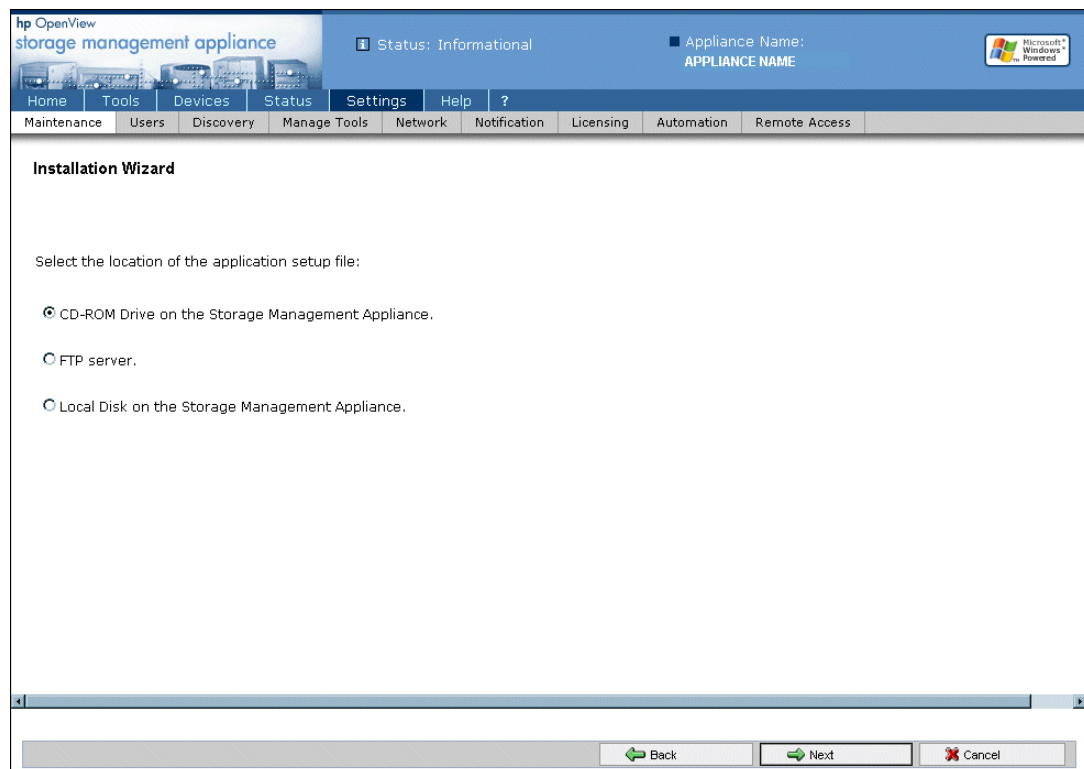 hp OpenView
storage management appliance
i Status: Informational
Appliance Name:
APPLIANCE NAME
Microsoft®
Windows®
Powered
TM
Home Tools Devices Status Settings Help ?
Maintenance Users Discovery Manage Tools Network Notification Licensing Automation Remote Access
Installation Wizard
Select the location of the application setup file:
CD-ROM Drive on the Storage Management Appliance.
FTP server.
Local Disk on the Storage Management Appliance.
Back Next Cancel